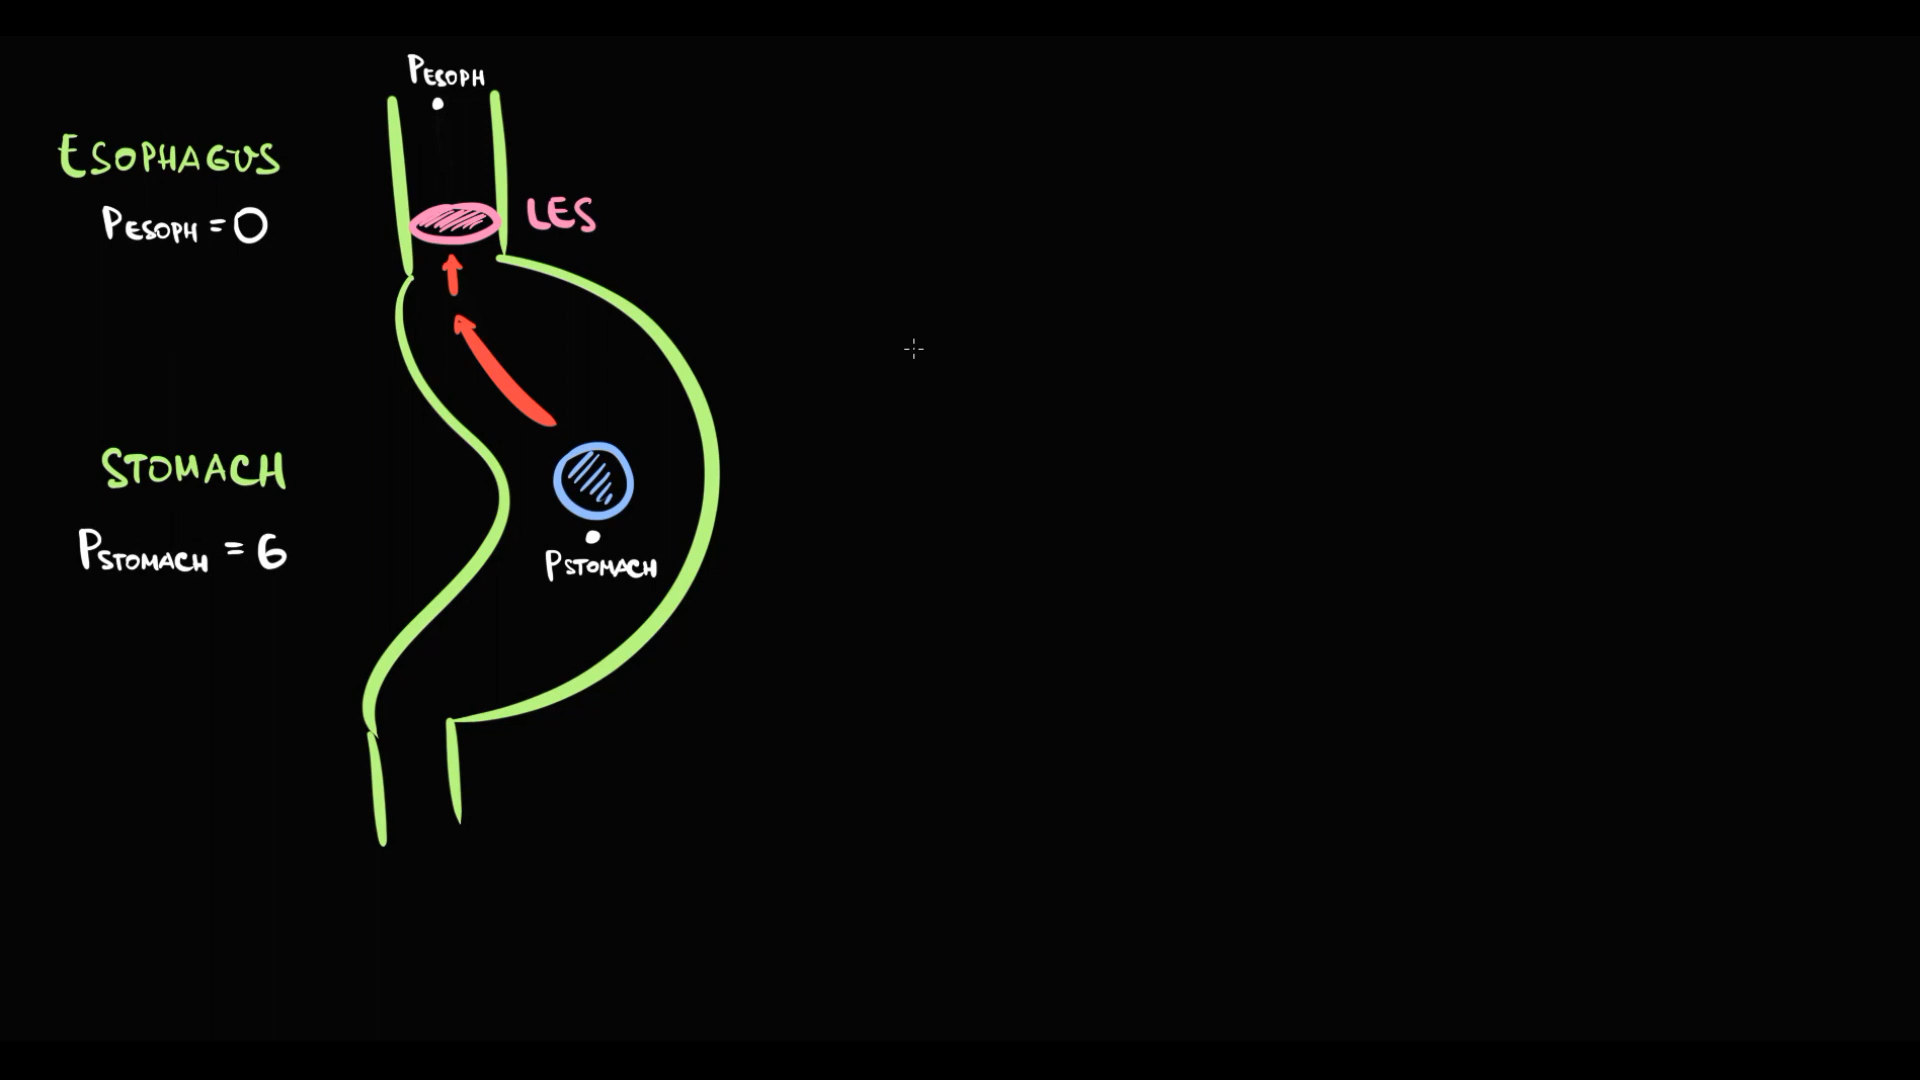 PESOPH
ESOPHAGUS
PESOPH = 0
LES
STOMACH
PSTOMACH = 6
PSTOMACH